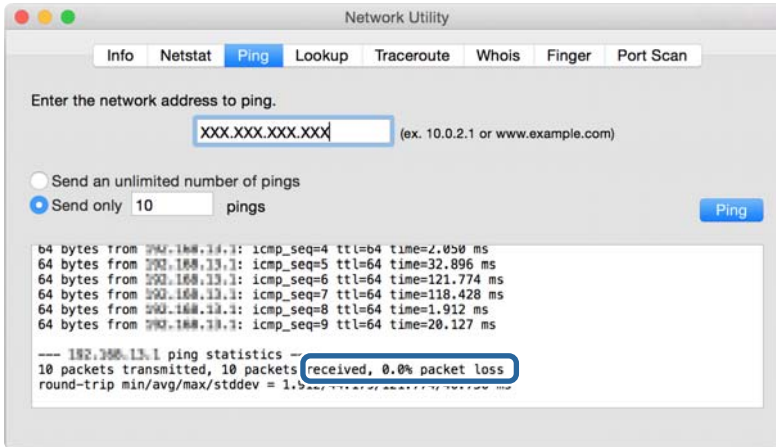 Network Utility
Info Netstat Ping Lookup Traceroute Whois Finger Port Scan
Enter the network address to ping.
XXX.XXX.XXX.XXX (ex. 10.0.2.1 or www.example.com)
Send an unlimited number of pings
Send only 10 pings
Ping
64 bytes from icmp_seq=4 ttl=64 time=2.050 ms
64 bytes from icmp_seq=5 ttl=64 time=32.896 ms
64 bytes from icmp_seq=6 ttl=64 time=121.774 ms
64 bytes from icmp_seq=7 ttl=64 time=118.428 ms
64 bytes from icmp_seq=8 ttl=64 time=1.912 ms
64 bytes from icmp_seq=9 ttl=64 time=20.127 ms
--- ping statistics
10 packets transmitted, 10 packets received, 0.0% packet loss
round-trip min/avg/max/stddev = ms